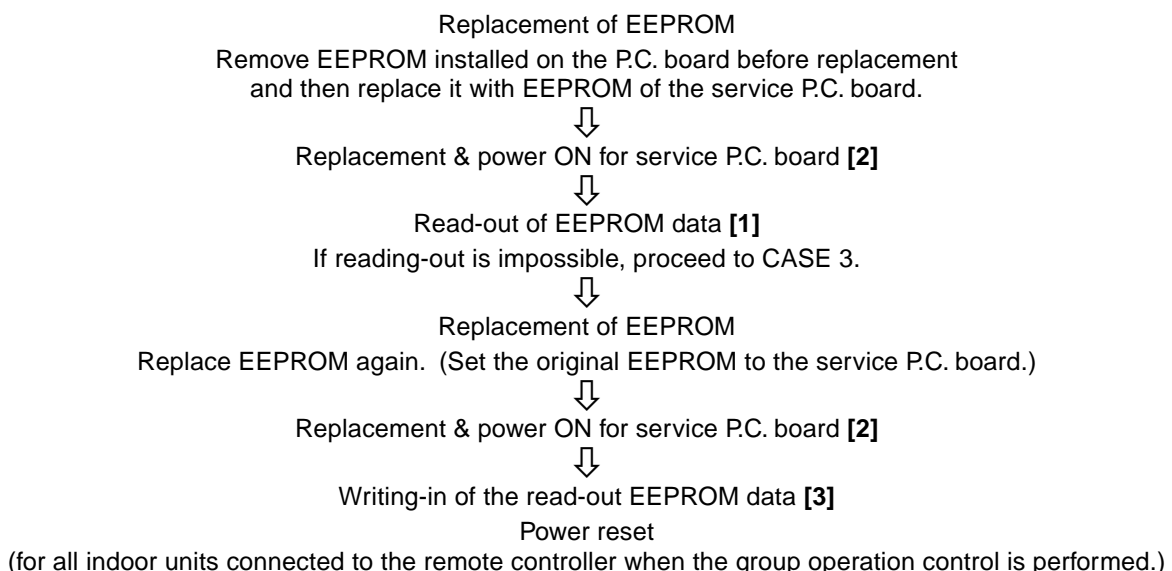 Replacement of EEPROM
Remove EEPROM installed on the P.C. board before replacement
and then replace it with EEPROM of the service P.C. board.
Replacement & power ON for service P.C. board [2]
Read-out of EEPROM data [1]
If reading-out is impossible, proceed to CASE 3.
Replacement of EEPROM
Replace EEPROM again. (Set the original EEPROM to the service P.C. board.)
Replacement & power ON for service P.C. board [2]
Writing-in of the read-out EEPROM data [3]
Power reset
(for all indoor units connected to the remote controller when the group operation control is performed.)